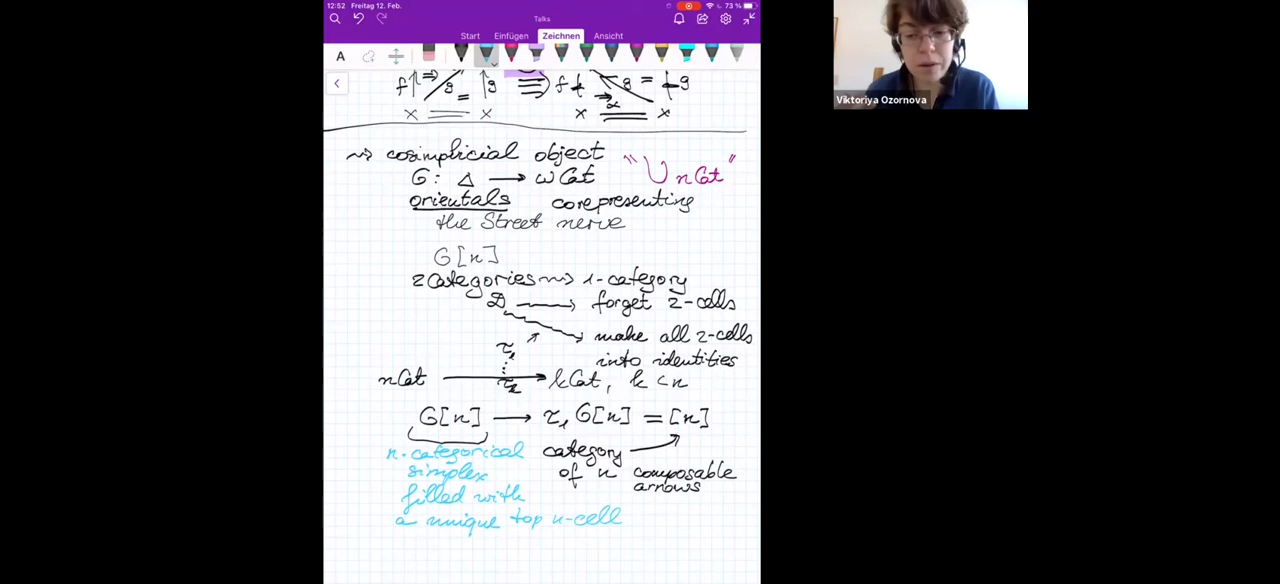 12:52 Freitag 12. Feb.
73 %
Talks
Start Einfügen Zeichnen Ansicht
A
f ⇒ g = g ≡ f g = g
x x x α x
⇝ cosimplicial object
G: Δ → ωCat "∪ nCat"
orientals corepresenting
the Street nerve
G[n]
2categories ⇝ 1-category
D → forget 2-cells
make all 2-cells
τ₁ into identities
nCat → τₖ kCat, k < n
G[n] → τ₁ G[n] = [n]
n-categorical category
simplex of n composable
filled with arrows
a unique top n-cell
Viktoriya Ozornova